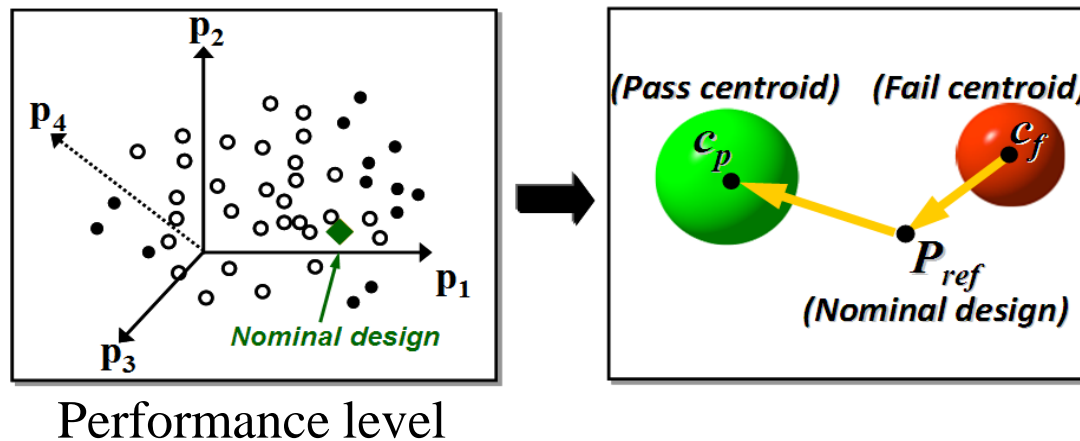 p2
p4
p1
Nominal design
p3
Performance level
(Pass centroid) (Fail centroid)
cp
cf
Pref
(Nominal design)